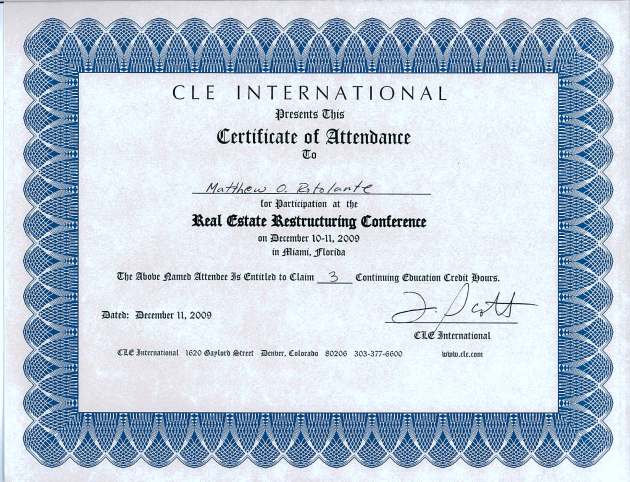 CLE INTERNATIONAL
Presents This
Certificate of Attendance
To
Matthew O.
for Participation at the
Real Estate Restructuring Conference
on December 10-11, 2009
in Miami, Florida
The Above Named Attendee Is Entitled to Claim 3 Continuing Education Credit Hours.
Dated: December 11, 2009
J. Scott
CLE International
CLE International 1620 Gaylord Street Denver, Colorado 80206 303-377-6600 www.cle.com